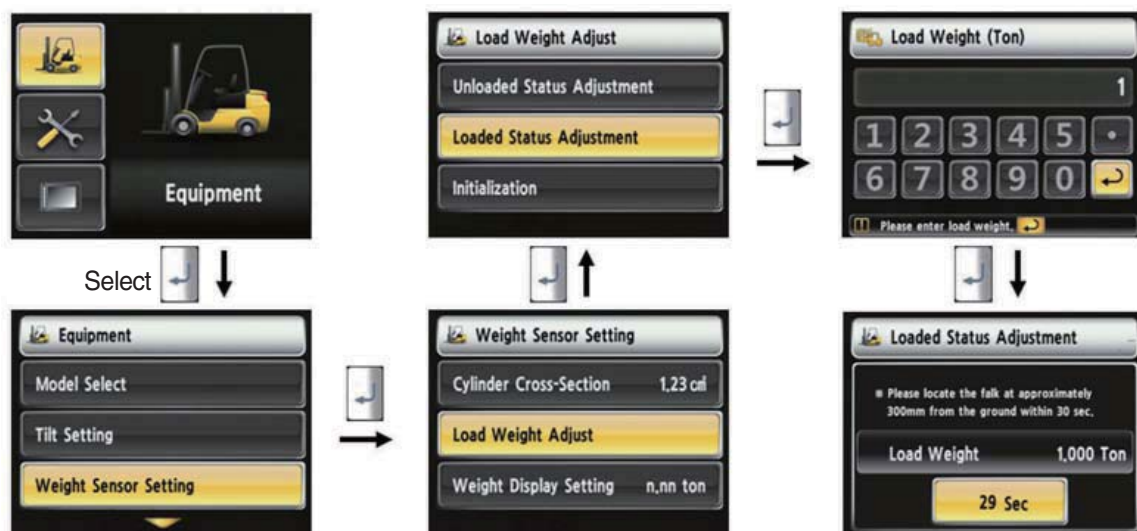 Equipment
Select
Equipment
Model Select
Tilt Setting
Weight Sensor Setting
Weight Sensor Setting
Cylinder Cross-Section 1.23 ㎠
Load Weight Adjust
Weight Display Setting n.nn ton
Load Weight Adjust
Unloaded Status Adjustment
Loaded Status Adjustment
Initialization
Load Weight (Ton)
1
1 2 3 4 5 •
6 7 8 9 0
Please enter load weight.
Loaded Status Adjustment
Please locate the falk at approximately
300mm from the ground within 30 sec.
Load Weight 1.000 Ton
29 Sec